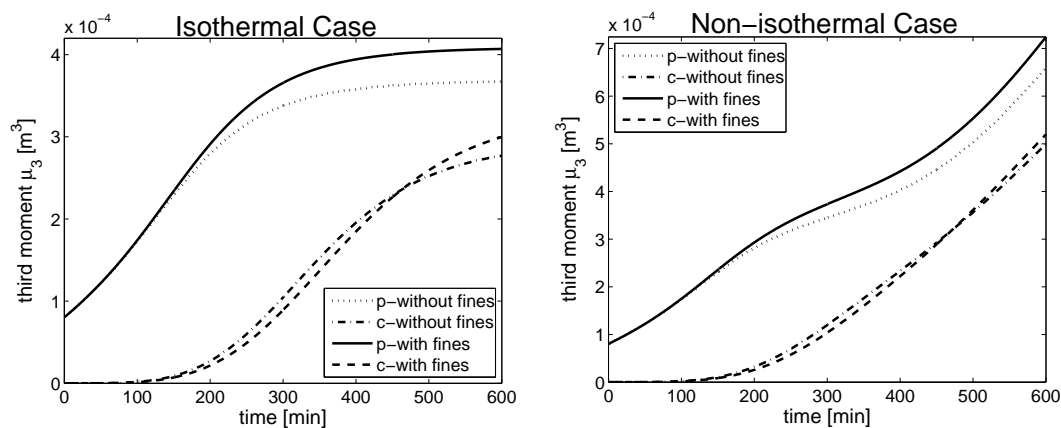 Isothermal Case
x 10⁻⁴
4
3
2
1
0
third moment μ₃ [m³]
p−without fines
c−without fines
p−with fines
c−with fines
0 100 200 300 400 500 600
time [min]
Non−isothermal Case
x 10⁻⁴
7
6
5
4
3
2
1
0
third moment μ₃ [m³]
p−without fines
c−without fines
p−with fines
c−with fines
0 100 200 300 400 500 600
time [min]